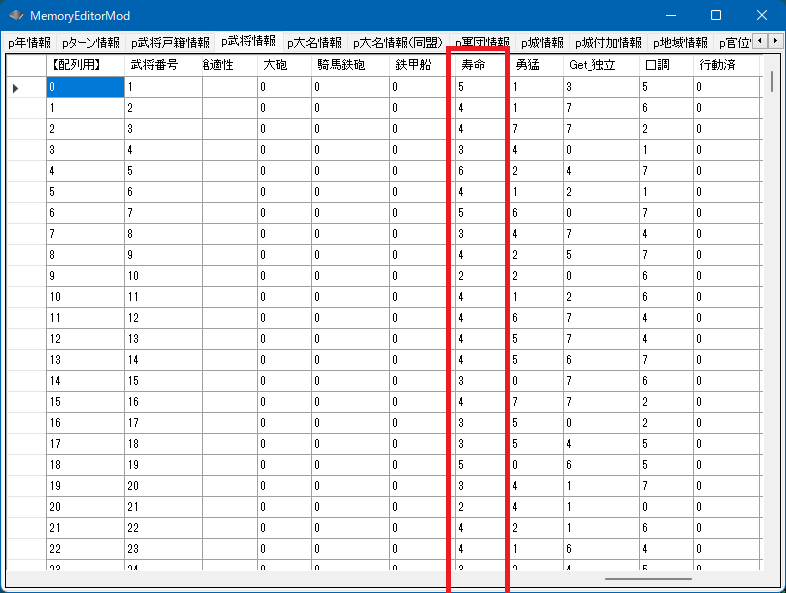 MemoryEditorMod
p年情報 pターン情報 p武将戸籍情報 p武将情報 p大名情報 p大名情報(同盟) p軍団情報 p城情報 p城付加情報 p地域情報 p官位
【配列用】 武将番号 適性 大砲 騎馬鉄砲 鉄甲船 寿命 勇猛 Get_独立 口調 行動済
0 1 0 0 0 5 1 3 5 0
1 2 0 0 0 4 1 7 6 0
2 3 0 0 0 4 7 7 2 0
3 4 0 0 0 3 4 0 1 0
4 5 0 0 0 6 2 4 7 0
5 6 0 0 0 4 1 2 1 0
6 7 0 0 0 5 6 0 7 0
7 8 0 0 0 3 4 7 4 0
8 9 0 0 0 4 2 5 7 0
9 10 0 0 0 2 2 0 6 0
10 11 0 0 0 4 1 2 6 0
11 12 0 0 0 4 6 7 4 0
12 13 0 0 0 4 5 7 4 0
13 14 0 0 0 4 5 6 7 0
14 15 0 0 0 3 0 7 6 0
15 16 0 0 0 4 7 7 2 0
16 17 0 0 0 3 5 0 2 0
17 18 0 0 0 3 5 4 5 0
18 19 0 0 0 5 0 6 5 0
19 20 0 0 0 3 4 1 7 0
20 21 0 0 0 2 4 1 0 0
21 22 0 0 0 4 2 1 6 0
22 23 0 0 0 4 1 6 4 0
23 24 0 0 0 3 2 4 5 0